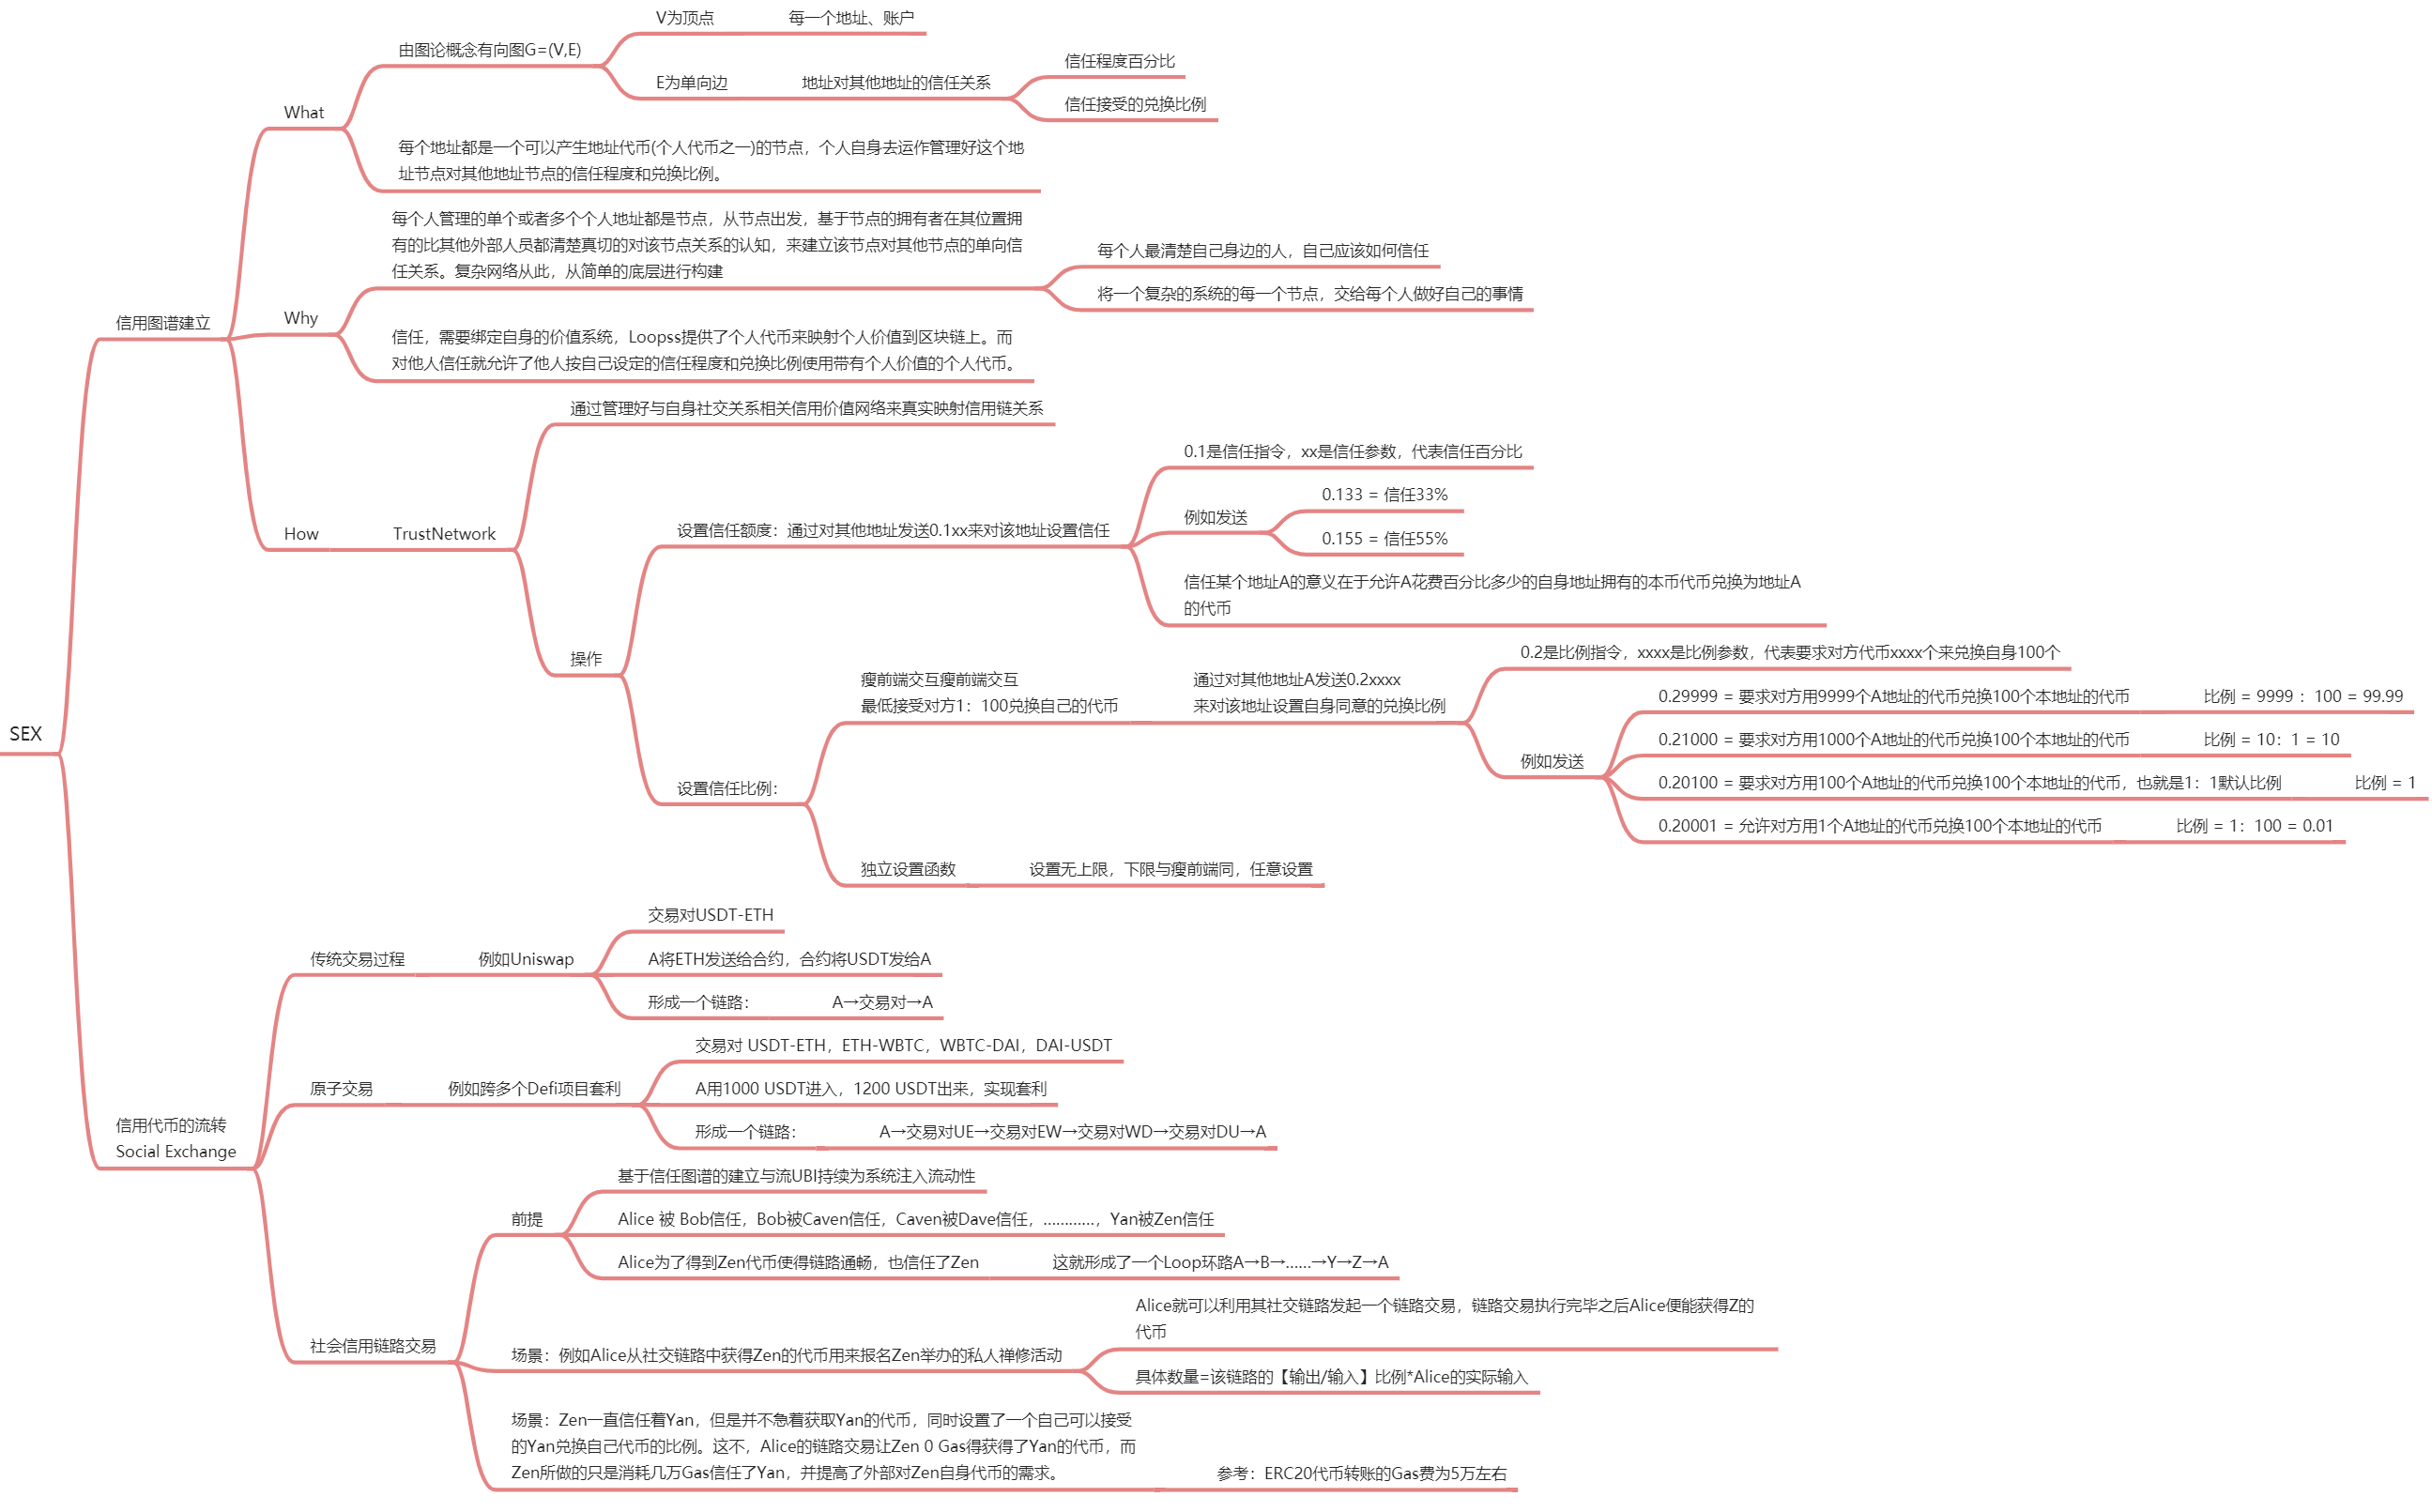 SEX
信用图谱建立
What
由图论概念有向图G=(V,E)
V为顶点
每一个地址、账户
E为单向边
地址对其他地址的信任关系
信任程度百分比
信任接受的兑换比例
每个地址都是一个可以产生地址代币(个人代币之一)的节点，个人自身去运作管理好这个地
址节点对其他地址节点的信任程度和兑换比例。
Why
每个人管理的单个或者多个个人地址都是节点，从节点出发，基于节点的拥有者在其位置拥
有的比其他外部人员都清楚真切的对该节点关系的认知，来建立该节点对其他节点的单向信
任关系。复杂网络从此，从简单的底层进行构建
每个人最清楚自己身边的人，自己应该如何信任
将一个复杂的系统的每一个节点，交给每个人做好自己的事情
信任，需要绑定自身的价值系统，Loopss提供了个人代币来映射个人价值到区块链上。而
对他人信任就允许了他人按自己设定的信任程度和兑换比例使用带有个人价值的个人代币。
How
TrustNetwork
通过管理好与自身社交关系相关信用价值网络来真实映射信用链关系
操作
设置信任额度：通过对其他地址发送0.1xx来对该地址设置信任
0.1是信任指令，xx是信任参数，代表信任百分比
例如发送
0.133 = 信任33%
0.155 = 信任55%
信任某个地址A的意义在于允许A花费百分比多少的自身地址拥有的本币代币兑换为地址A
的代币
设置信任比例：
瘦前端交互瘦前端交互
最低接受对方1：100兑换自己的代币
通过对其他地址A发送0.2xxxx
来对该地址设置自身同意的兑换比例
0.2是比例指令，xxxx是比例参数，代表要求对方代币xxxx个来兑换自身100个
例如发送
0.29999 = 要求对方用9999个A地址的代币兑换100个本地址的代币
比例 = 9999 ：100 = 99.99
0.21000 = 要求对方用1000个A地址的代币兑换100个本地址的代币
比例 = 10：1 = 10
0.20100 = 要求对方用100个A地址的代币兑换100个本地址的代币，也就是1：1默认比例
比例 = 1
0.20001 = 允许对方用1个A地址的代币兑换100个本地址的代币
比例 = 1：100 = 0.01
独立设置函数
设置无上限，下限与瘦前端同，任意设置
信用代币的流转
Social Exchange
传统交易过程
例如Uniswap
交易对USDT-ETH
A将ETH发送给合约，合约将USDT发给A
形成一个链路：
A→交易对→A
原子交易
例如跨多个Defi项目套利
交易对 USDT-ETH，ETH-WBTC，WBTC-DAI，DAI-USDT
A用1000 USDT进入，1200 USDT出来，实现套利
形成一个链路：
A→交易对UE→交易对EW→交易对WD→交易对DU→A
社会信用链路交易
前提
基于信任图谱的建立与流UBI持续为系统注入流动性
Alice 被 Bob信任，Bob被Caven信任，Caven被Dave信任，…………，Yan被Zen信任
Alice为了得到Zen代币使得链路通畅，也信任了Zen
这就形成了一个Loop环路A→B→……→Y→Z→A
场景：例如Alice从社交链路中获得Zen的代币用来报名Zen举办的私人禅修活动
Alice就可以利用其社交链路发起一个链路交易，链路交易执行完毕之后Alice便能获得Z的
代币
具体数量=该链路的【输出/输入】比例*Alice的实际输入
场景：Zen一直信任着Yan，但是并不急着获取Yan的代币，同时设置了一个自己可以接受
的Yan兑换自己代币的比例。这不，Alice的链路交易让Zen 0 Gas得获得了Yan的代币，而
Zen所做的只是消耗几万Gas信任了Yan，并提高了外部对Zen自身代币的需求。
参考：ERC20代币转账的Gas费为5万左右